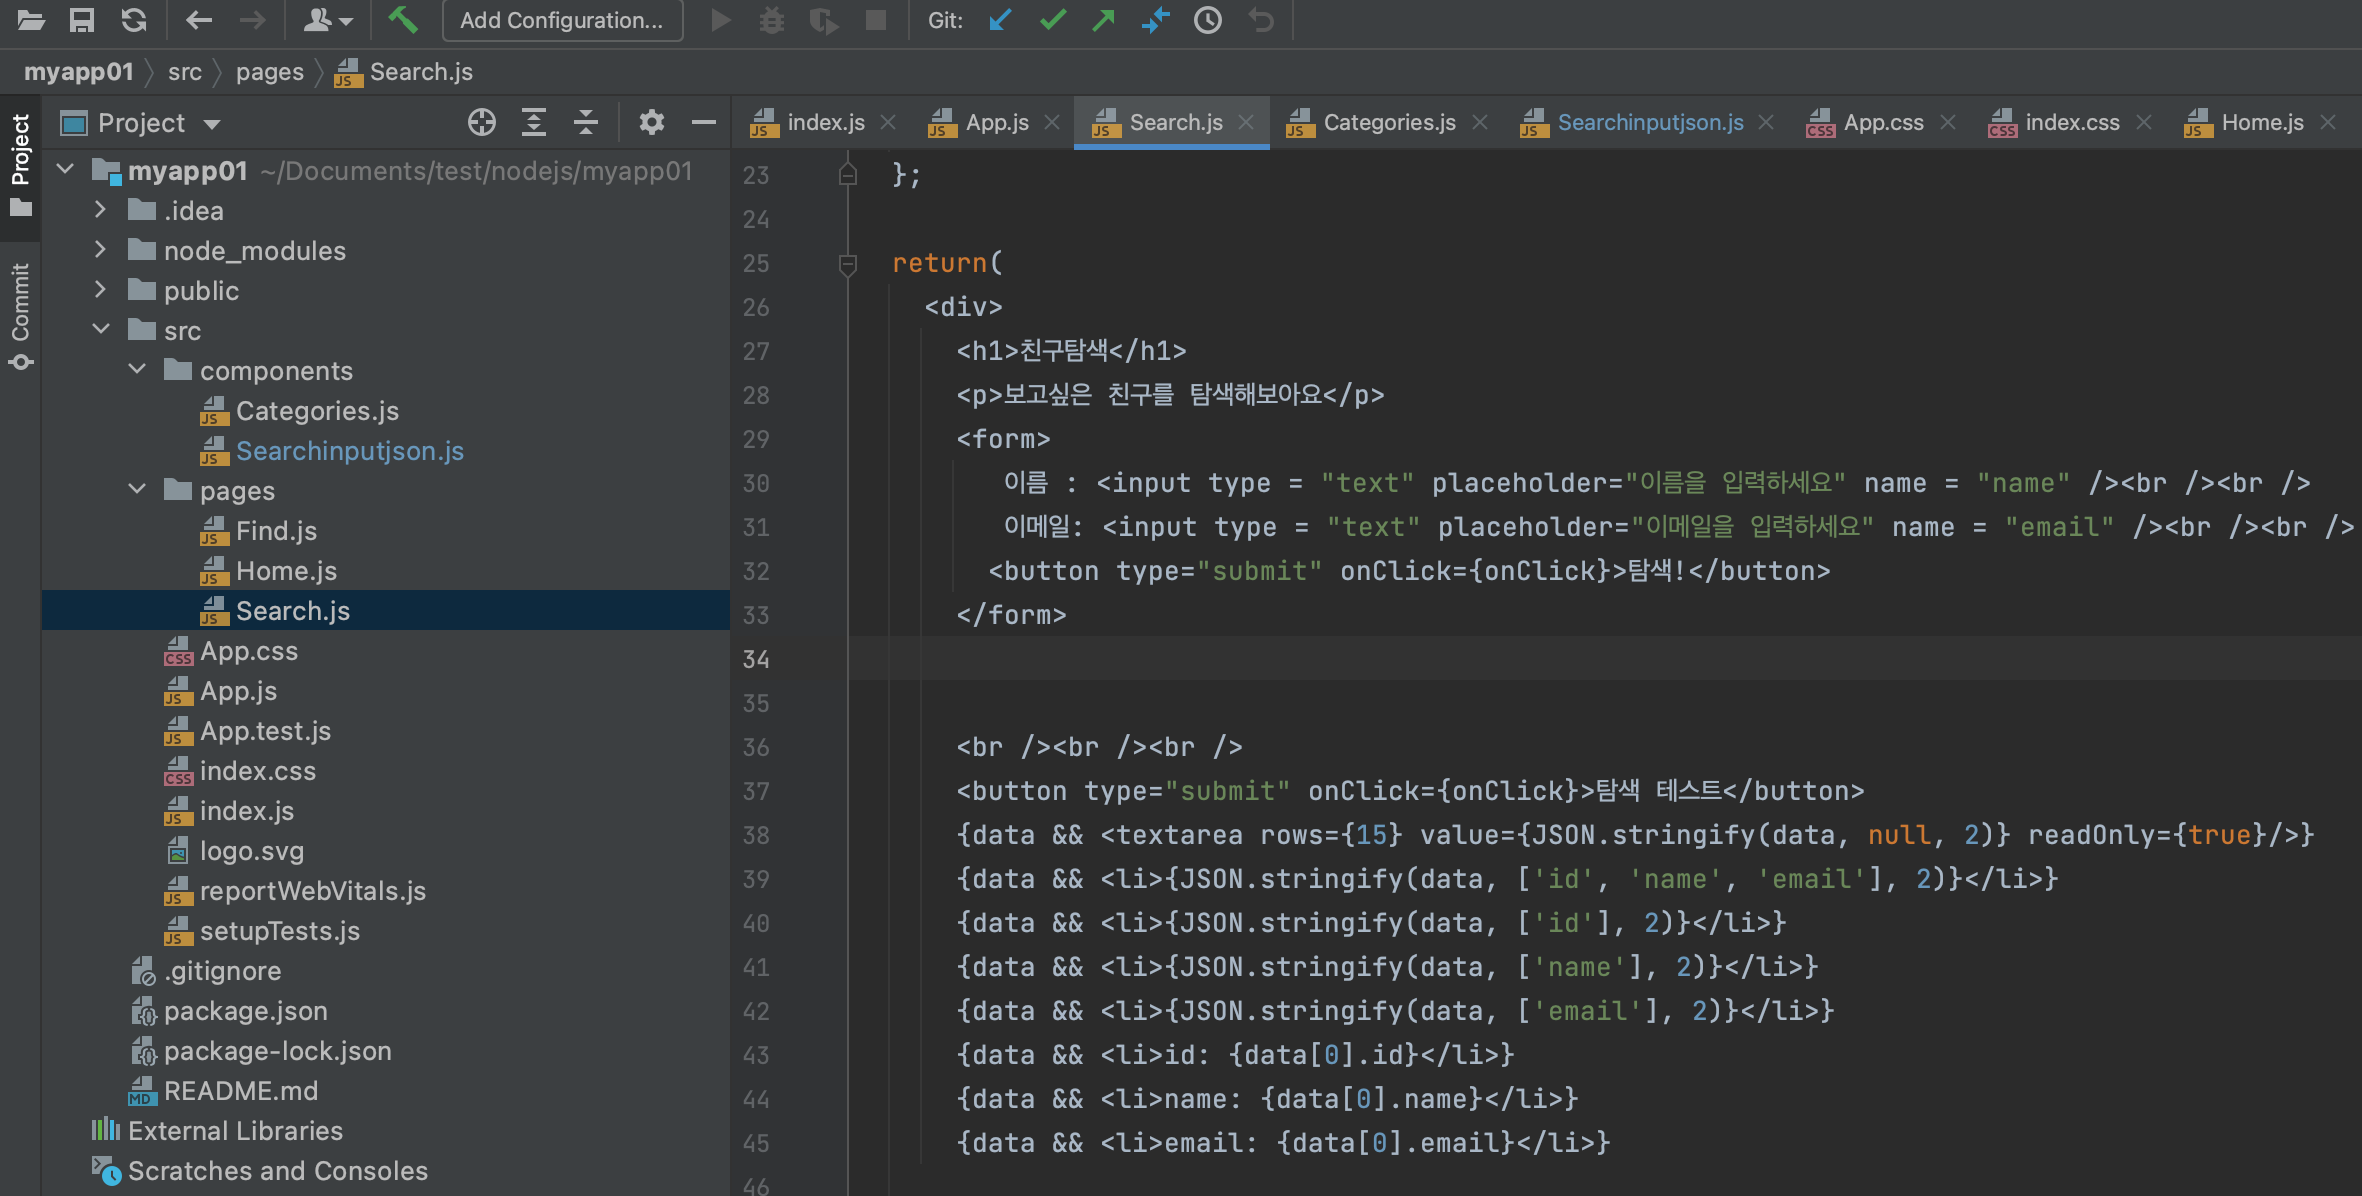 Add Configuration...
Git:
myapp01
src
pages
Search.js
Project
Commit
Project
myapp01 ~/Documents/test/nodejs/myapp01
.idea
node_modules
public
src
components
Categories.js
Searchinputjson.js
pages
Find.js
Home.js
Search.js
App.css
App.js
App.test.js
index.css
index.js
logo.svg
reportWebVitals.js
setupTests.js
.gitignore
package.json
package-lock.json
README.md
External Libraries
Scratches and Consoles
index.js
App.js
Search.js
Categories.js
Searchinputjson.js
App.css
index.css
Home.js
23 };
24
25 return(
26 <div>
27 <h1>친구탐색</h1>
28 <p>보고싶은 친구를 탐색해보아요</p>
29 <form>
30 이름 : <input type = "text" placeholder="이름을 입력하세요" name = "name" /><br /><br />
31 이메일: <input type = "text" placeholder="이메일을 입력하세요" name = "email" /><br /><br />
32 <button type="submit" onClick={onClick}>탐색!</button>
33 </form>
34
35
36 <br /><br /><br />
37 <button type="submit" onClick={onClick}>탐색 테스트</button>
38 {data && <textarea rows={15} value={JSON.stringify(data, null, 2)} readOnly={true}/>}
39 {data && <li>{JSON.stringify(data, ['id', 'name', 'email'], 2)}</li>}
40 {data && <li>{JSON.stringify(data, ['id'], 2)}</li>}
41 {data && <li>{JSON.stringify(data, ['name'], 2)}</li>}
42 {data && <li>{JSON.stringify(data, ['email'], 2)}</li>}
43 {data && <li>id: {data[0].id}</li>}
44 {data && <li>name: {data[0].name}</li>}
45 {data && <li>email: {data[0].email}</li>}
46